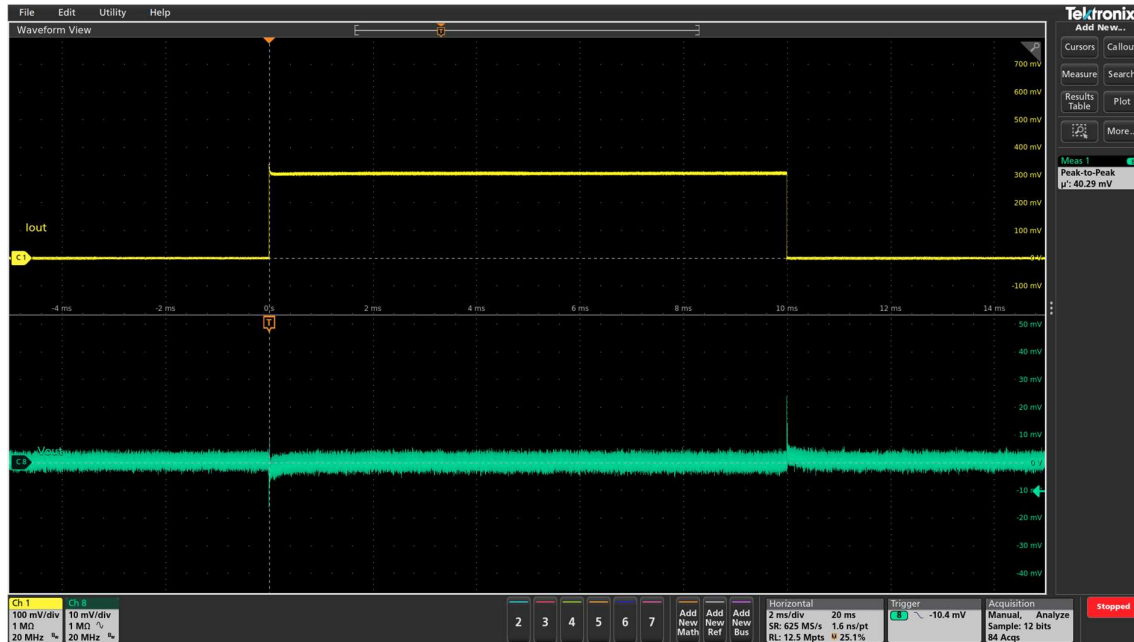 File Edit Utility Help
Tektronix
Waveform View
Add New...
Cursors
Callou
Measure
Search
Results
Table
Plot
More...
Meas 1
8
Peak-to-Peak
µ': 40.29 mV
700 mV
600 mV
500 mV
400 mV
300 mV
200 mV
100 mV
0 V
-100 mV
Iout
C1
-4 ms -2 ms 0 s 2 ms 4 ms 6 ms 8 ms 10 ms 12 ms 14 ms
T
50 mV
40 mV
30 mV
20 mV
10 mV
0 V
-10 mV
-20 mV
-30 mV
-40 mV
Vout
C8
Ch 1
100 mV/div
1 MΩ
20 MHz
Ch 8
10 mV/div
1 MΩ
20 MHz
2 3 4 5 6 7
Add New Math
Add New Ref
Add New Bus
Horizontal
2 ms/div 20 ms
SR: 625 MS/s 1.6 ns/pt
RL: 12.5 Mpts 25.1%
Trigger
8 -10.4 mV
Acquisition
Manual, Analyze
Sample: 12 bits
84 Acq
Stopped